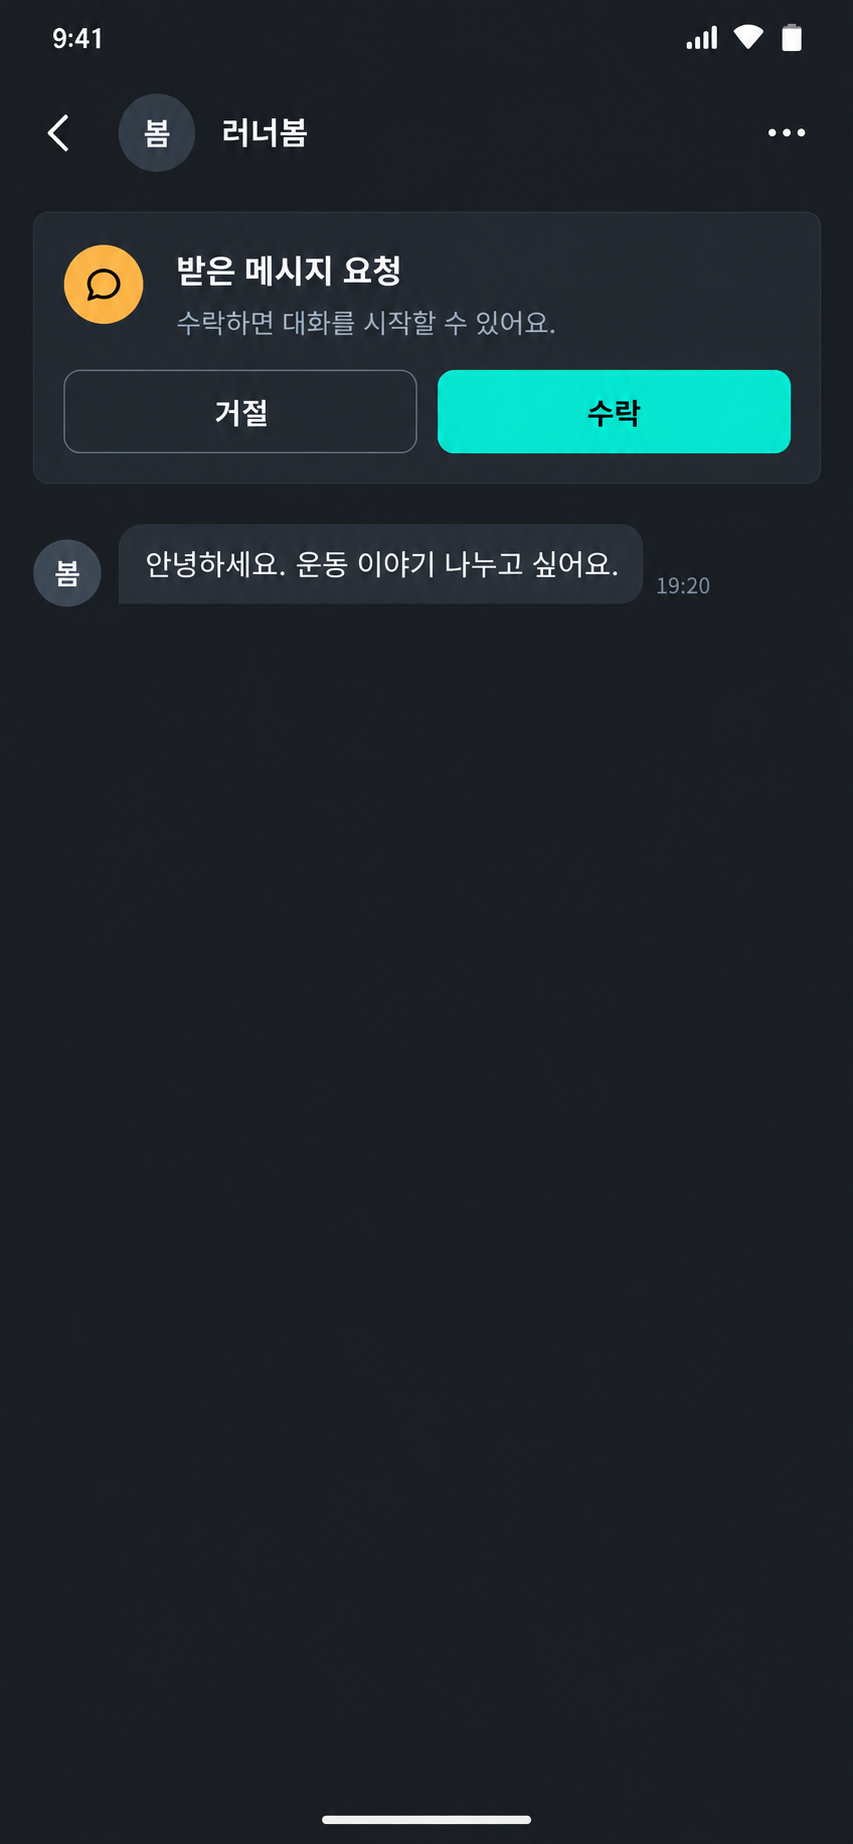 9:41
봄 러너봄
받은 메시지 요청
수락하면 대화를 시작할 수 있어요.
거절 수락
봄 안녕하세요. 운동 이야기 나누고 싶어요. 19:20